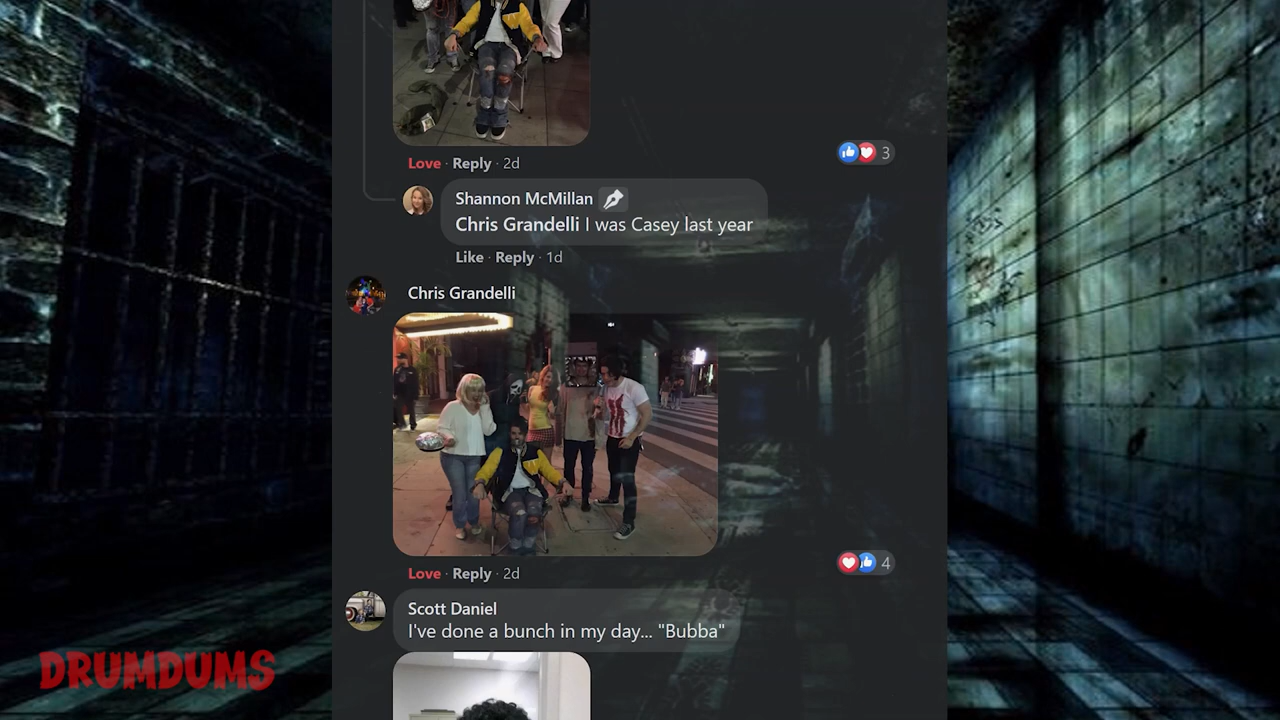 Love · Reply · 2d
3
Shannon McMillan
Chris Grandelli I was Casey last year
Like · Reply · 1d
Chris Grandelli
Love · Reply · 2d
4
Scott Daniel
I've done a bunch in my day... "Bubba"
DRUMDUMS